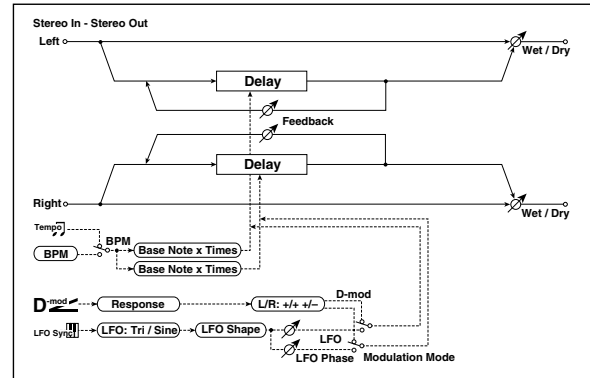 Stereo In - Stereo Out
Left
Wet / Dry
Delay
Feedback
Delay
Right
Wet / Dry
Tempo
BPM
BPM
Base Note x Times
Base Note x Times
D-mod
D-mod
Response
L/R: +/+ +/–
LFO
LFO Sync
LFO: Tri / Sine
LFO Shape
LFO Phase
Modulation Mode